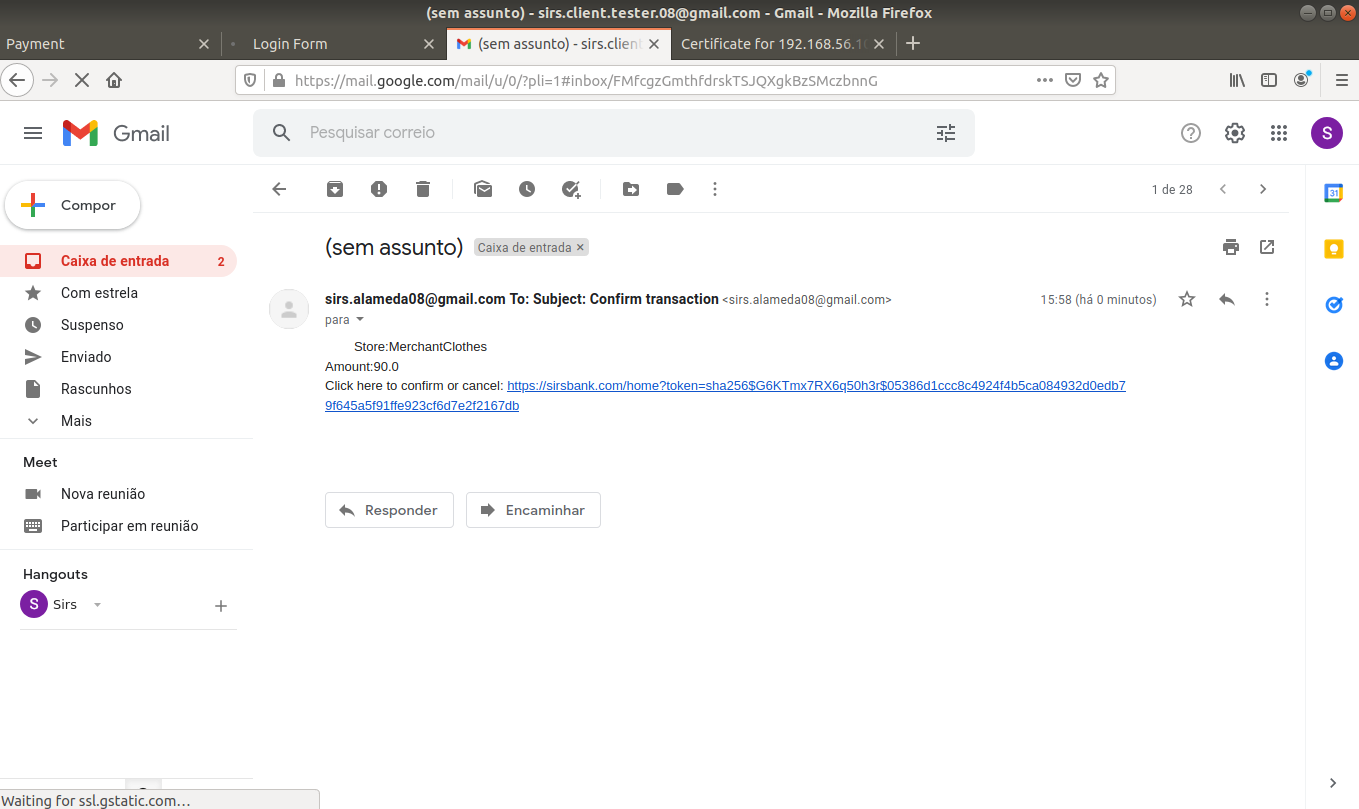 (sem assunto) - sirs.client.tester.08@gmail.com - Gmail - Mozilla Firefox
Payment
Login Form
(sem assunto) - sirs.clien
Certificate for 192.168.56.10
https://mail.google.com/mail/u/0/?pli=1#inbox/FMfcgzGmthfdrskTSJQXgkBzSMczbnnG
Gmail
Pesquisar correio
S
Compor
1 de 28
31
(sem assunto)
Caixa de entrada ×
Caixa de entrada 2
Com estrela
Suspenso
Enviado
Rascunhos
Mais
sirs.alameda08@gmail.com To: Subject: Confirm transaction <sirs.alameda08@gmail.com>
15:58 (há 0 minutos)
para
Store:MerchantClothes
Amount:90.0
Click here to confirm or cancel: https://sirsbank.com/home?token=sha256$G6KTmx7RX6q50h3r$05386d1ccc8c4924f4b5ca084932d0edb7
9f645a5f91ffe923cf6d7e2f2167db
Meet
Nova reunião
Participar em reunião
Responder
Encaminhar
Hangouts
S Sirs
Waiting for ssl.gstatic.com…